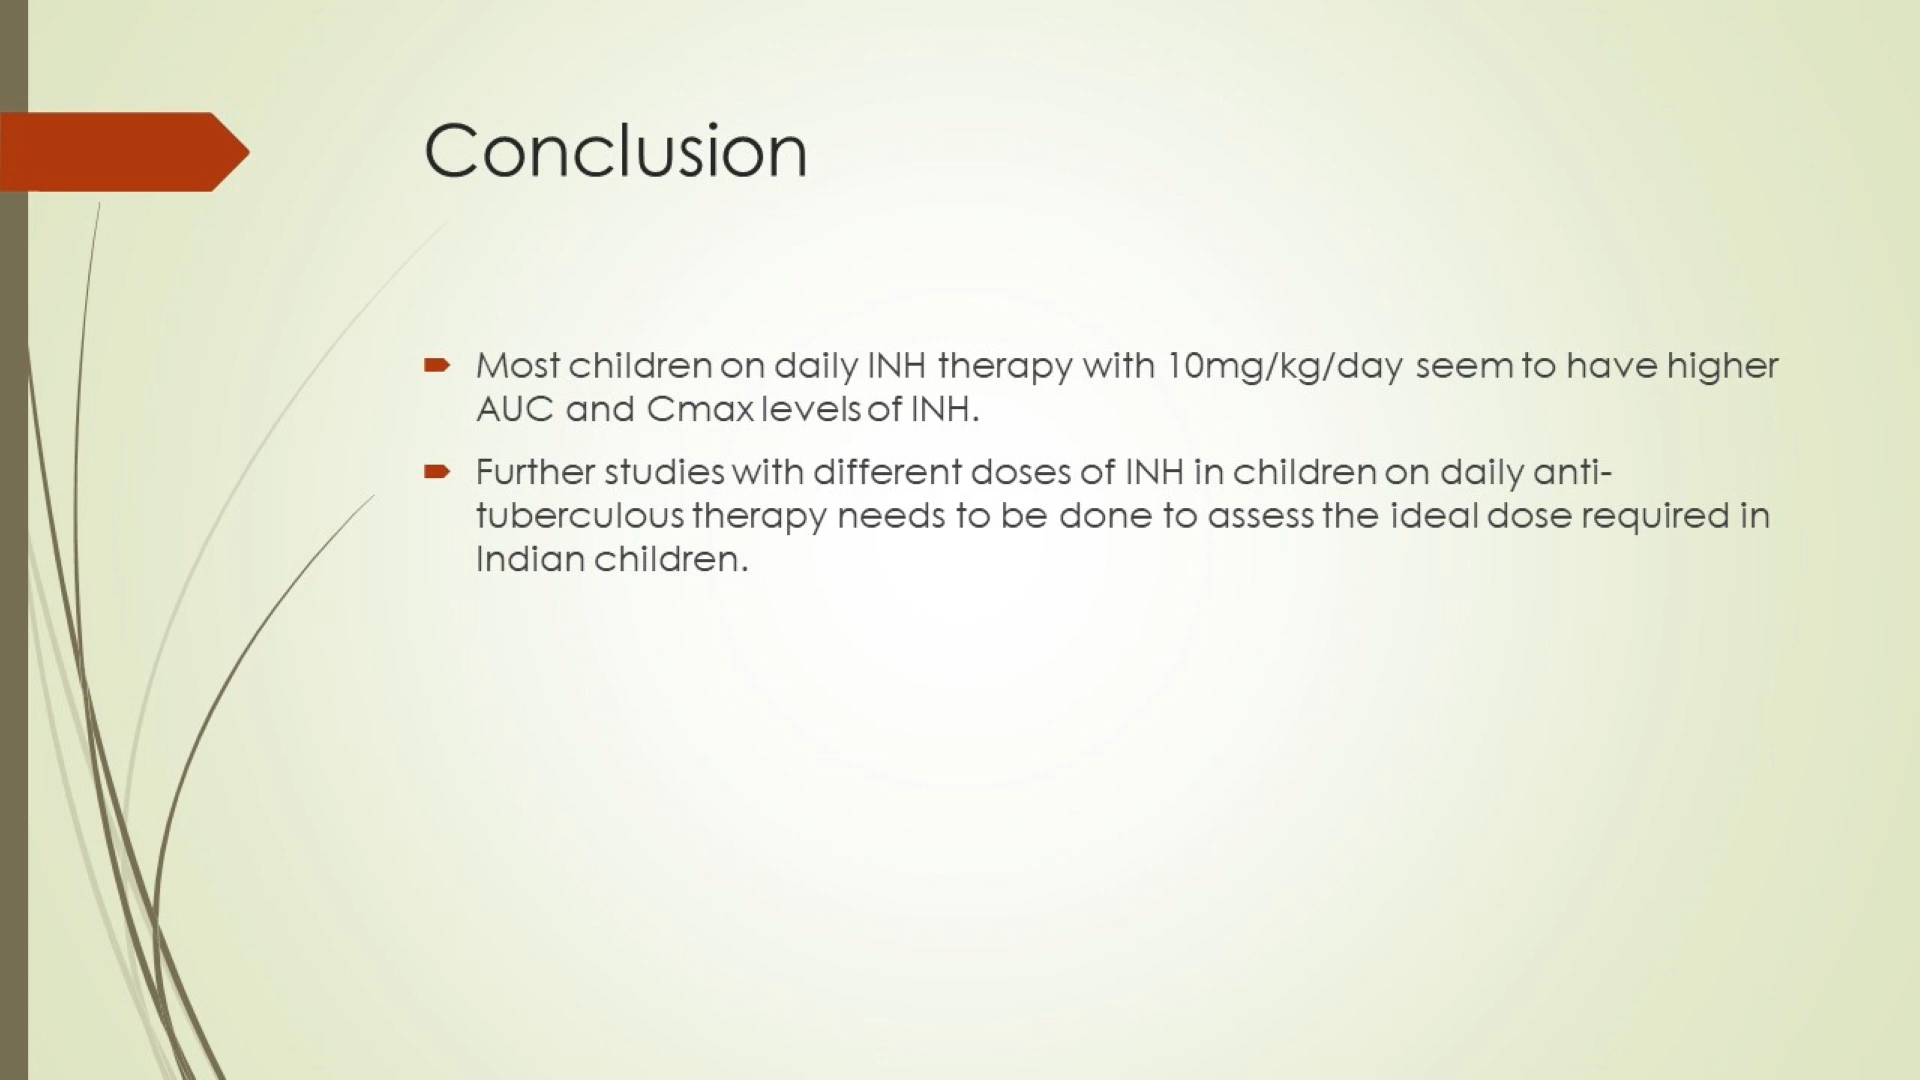 Conclusion
Most children on daily INH therapy with 10mg/kg/day seem to have higher
AUC and Cmax levels of INH.
Further studies with different doses of INH in children on daily anti-
tuberculous therapy needs to be done to assess the ideal dose required in
Indian children.